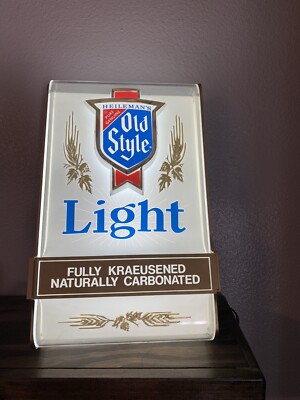 HEILEMAN'S
Old
Style
Light
FULLY KRAEUSENED
NATURALLY CARBONATED